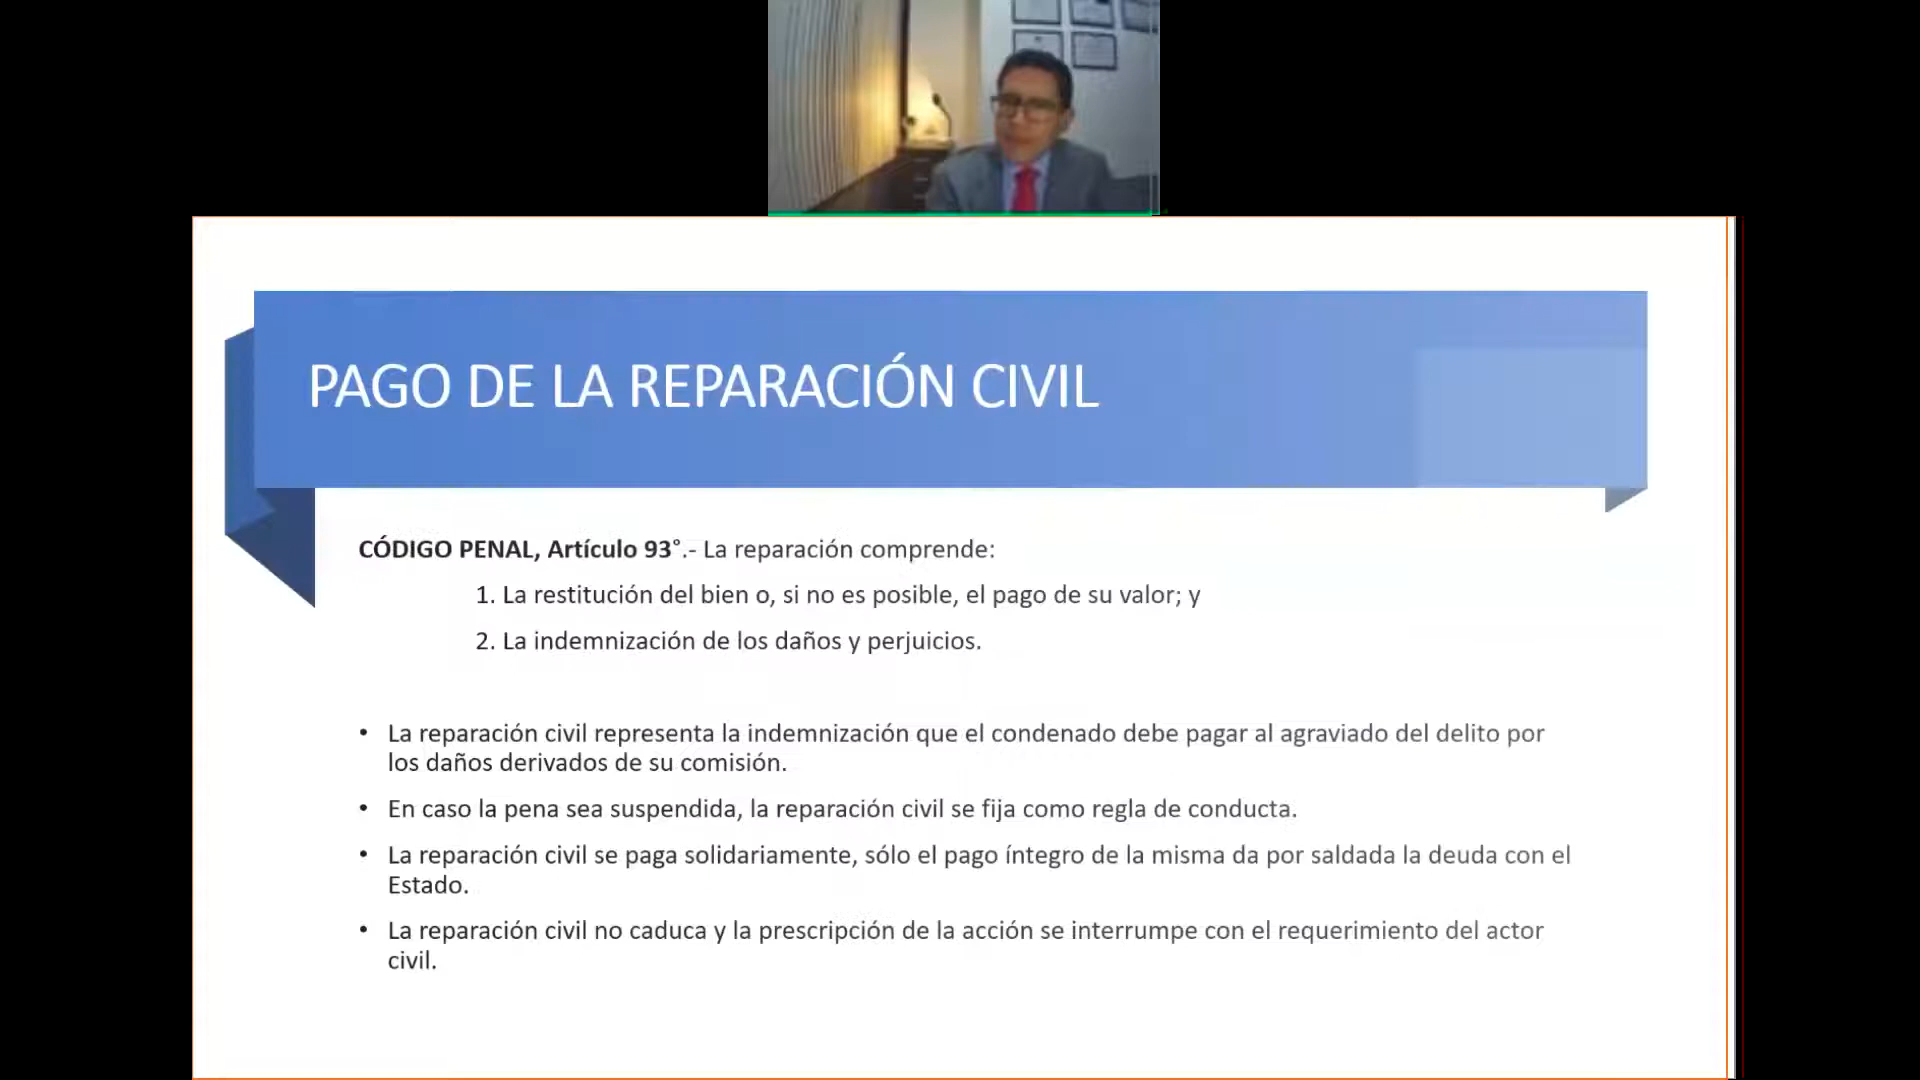 PAGO DE LA REPARACIÓN CIVIL
CÓDIGO PENAL, Artículo 93°.- La reparación comprende:
1. La restitución del bien o, si no es posible, el pago de su valor; y
2. La indemnización de los daños y perjuicios.
• La reparación civil representa la indemnización que el condenado debe pagar al agraviado del delito por
los daños derivados de su comisión.
• En caso la pena sea suspendida, la reparación civil se fija como regla de conducta.
• La reparación civil se paga solidariamente, sólo el pago íntegro de la misma da por saldada la deuda con el
Estado.
• La reparación civil no caduca y la prescripción de la acción se interrumpe con el requerimiento del actor
civil.